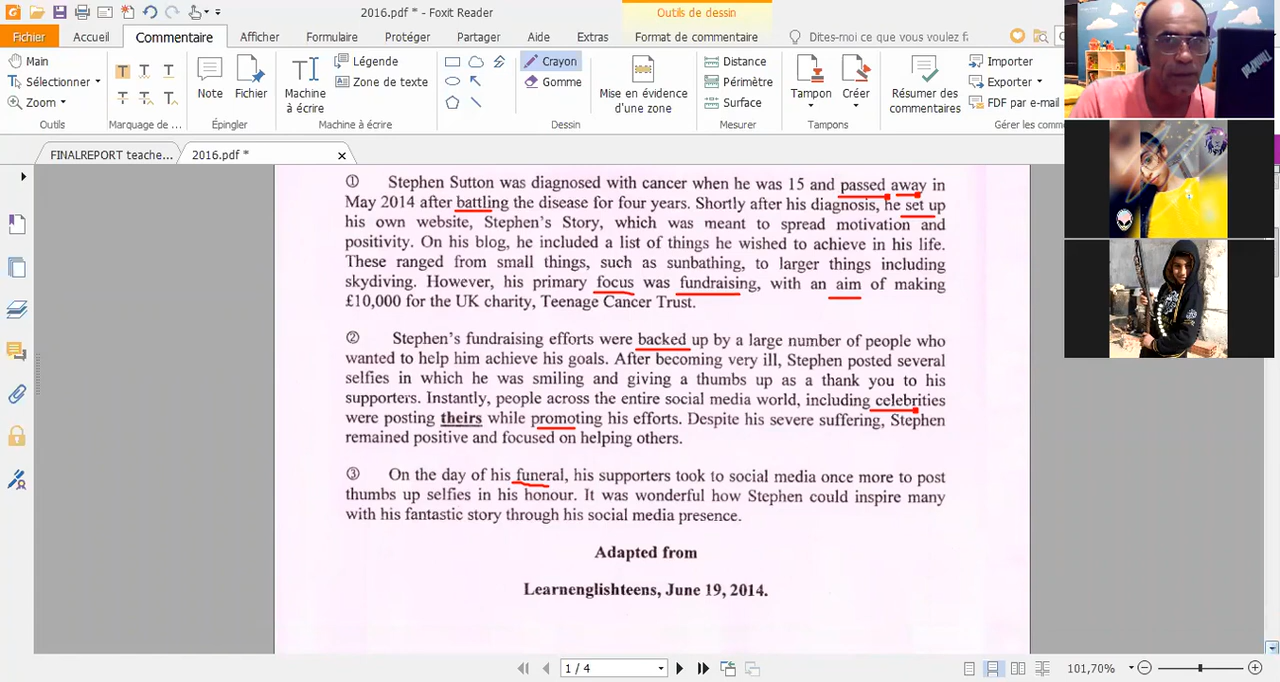 2016.pdf * - Foxit Reader
Outils de dessin
Fichier Accueil Commentaire Afficher Formulaire Protéger Partager Aide Extras Format de commentaire Dites-moi ce que vous voulez fa
Main
Sélectionner
Zoom
Outils
T T T
T T T
Marquage de ...
Note
Fichier
Épingler
Machine
à écrire
Légende
Zone de texte
Machine à écrire
Crayon
Gomme
Dessin
Mise en évidence
d'une zone
Distance
Périmètre
Surface
Mesurer
Tampon
Créer
Tampons
Résumer des
commentaires
Importer
Exporter
FDF par e-mail
Gérer les comm
FINALREPORT teache...
2016.pdf *
① Stephen Sutton was diagnosed with cancer when he was 15 and passed away in
May 2014 after battling the disease for four years. Shortly after his diagnosis, he set up
his own website, Stephen's Story, which was meant to spread motivation and
positivity. On his blog, he included a list of things he wished to achieve in his life.
These ranged from small things, such as sunbathing, to larger things including
skydiving. However, his primary focus was fundraising, with an aim of making
£10,000 for the UK charity, Teenage Cancer Trust.
② Stephen's fundraising efforts were backed up by a large number of people who
wanted to help him achieve his goals. After becoming very ill, Stephen posted several
selfies in which he was smiling and giving a thumbs up as a thank you to his
supporters. Instantly, people across the entire social media world, including celebrities
were posting theirs while promoting his efforts. Despite his severe suffering, Stephen
remained positive and focused on helping others.
③ On the day of his funeral, his supporters took to social media once more to post
thumbs up selfies in his honour. It was wonderful how Stephen could inspire many
with his fantastic story through his social media presence.
Adapted from
Learnenglishteens, June 19, 2014.
1 / 4
101,70%
ThinkPad